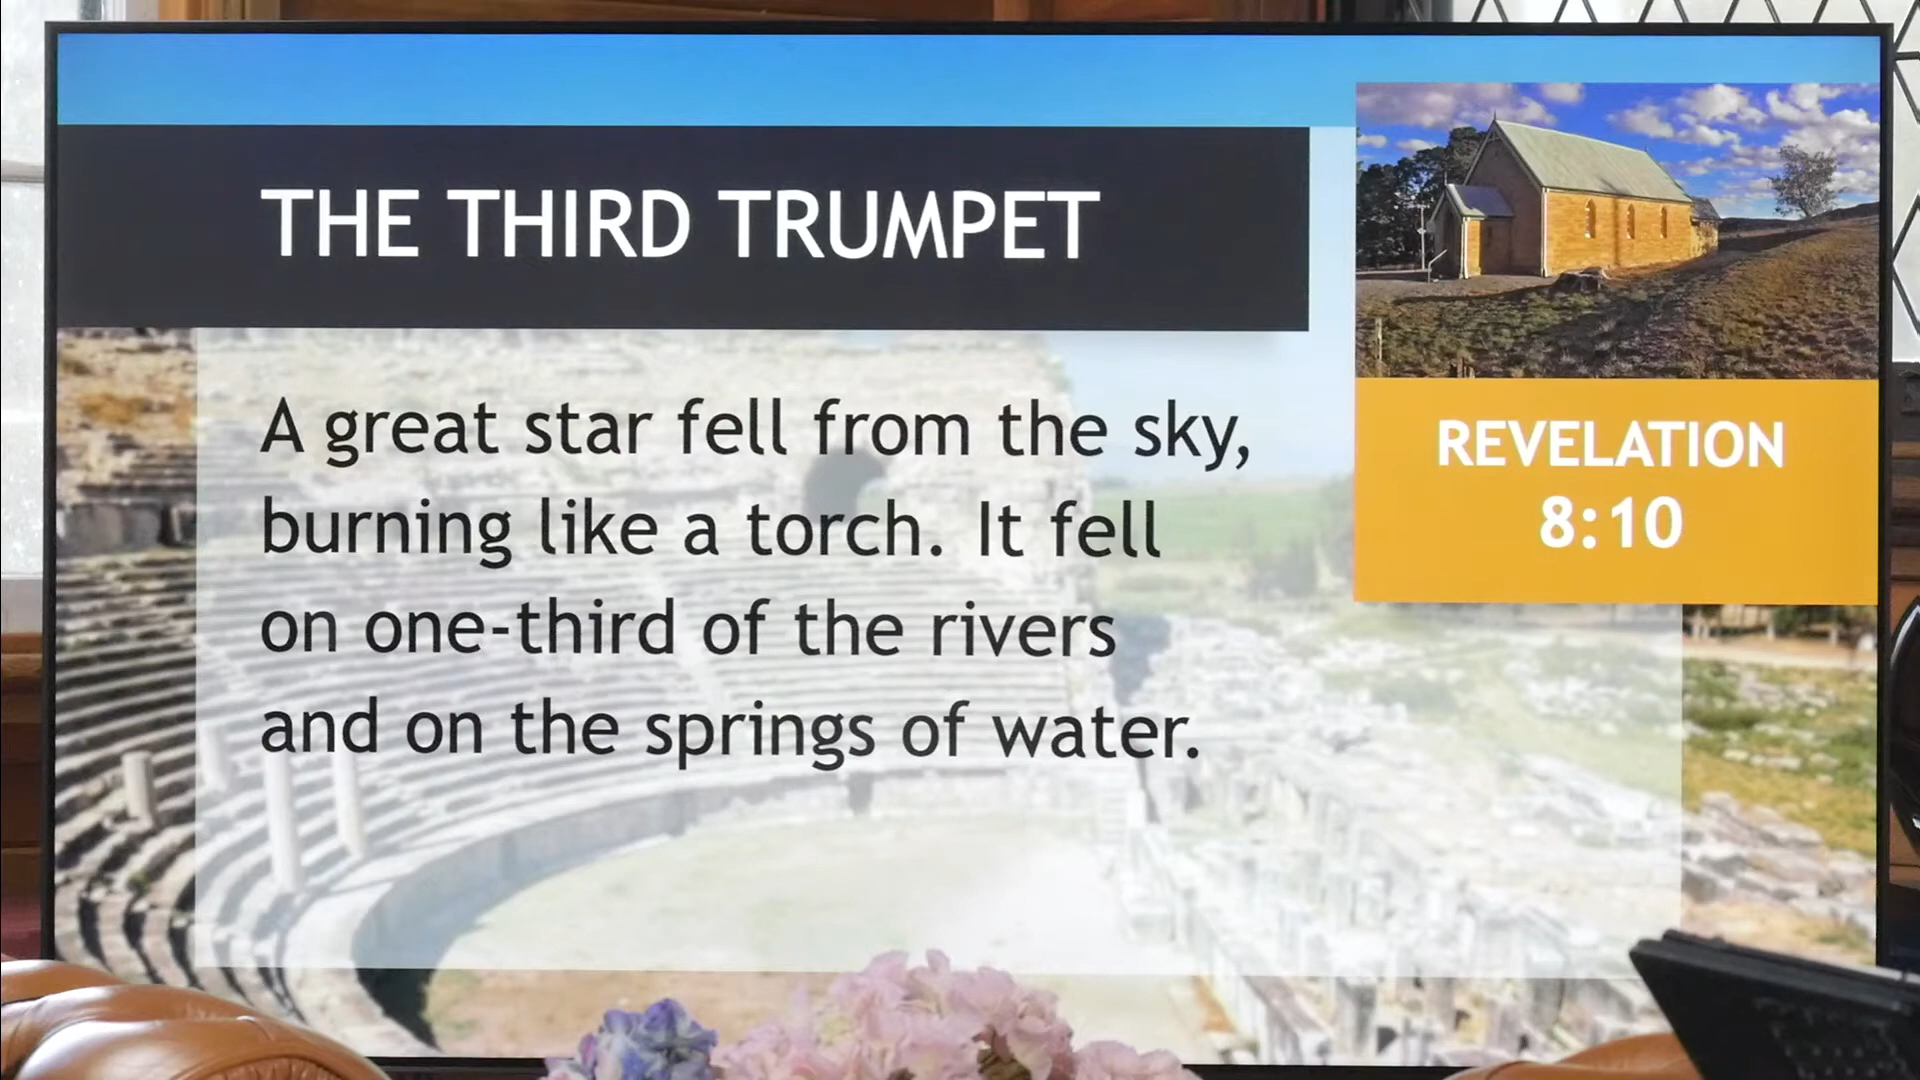 THE THIRD TRUMPET
A great star fell from the sky,
burning like a torch. It fell
on one-third of the rivers
and on the springs of water.
REVELATION
8:10